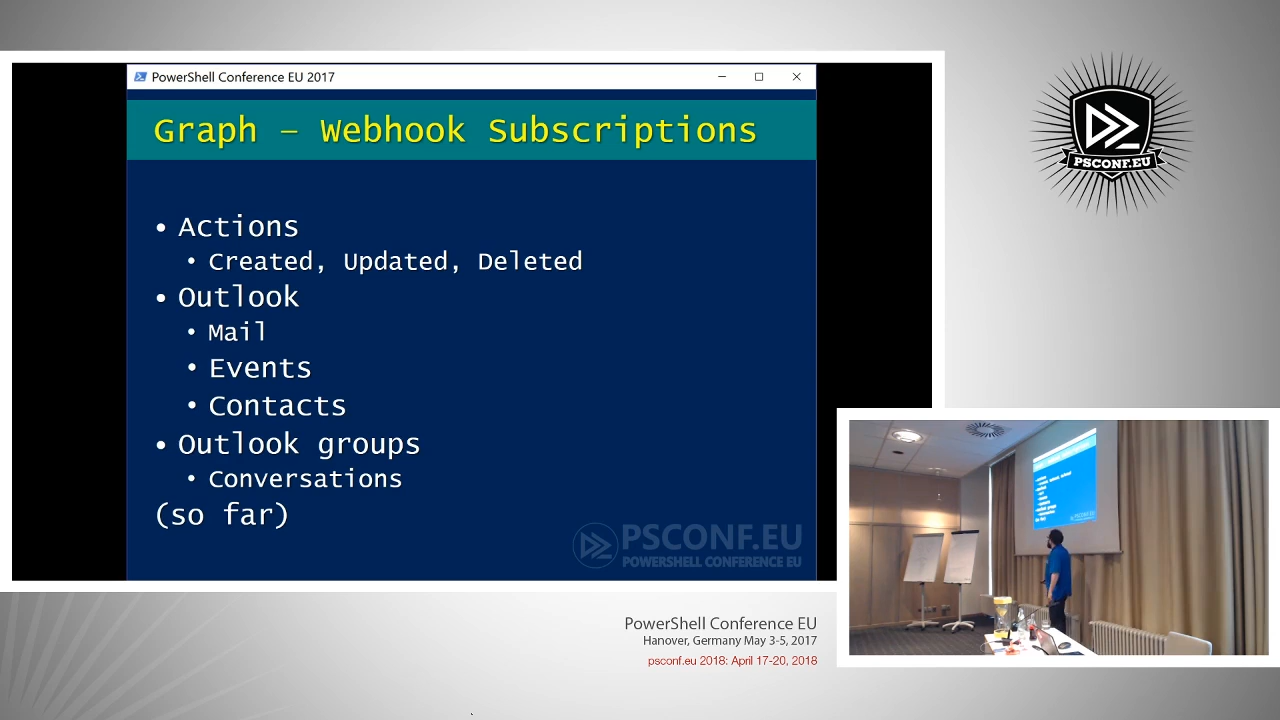 PowerShell Conference EU 2017
Graph – Webhook Subscriptions
• Actions
• Created, Updated, Deleted
• Outlook
• Mail
• Events
• Contacts
• Outlook groups
• Conversations
(so far)
PSCONF.EU
POWERSHELL CONFERENCE EU
PSCONF.EU
PowerShell Conference EU
Hanover, Germany May 3-5, 2017
psconf.eu 2018: April 17-20, 2018